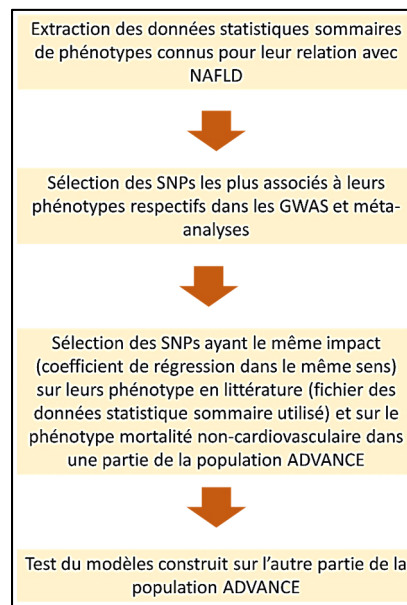 Extraction des données statistiques sommaires
de phénotypes connus pour leur relation avec
NAFLD
Sélection des SNPs les plus associés à leurs
phénotypes respectifs dans les GWAS et méta-
analyses
Sélection des SNPs ayant le même impact
(coefficient de régression dans le même sens)
sur leurs phénotype en littérature (fichier des
données statistique sommaire utilisé) et sur le
phénotype mortalité non-cardiovasculaire dans
une partie de la population ADVANCE
Test du modèles construit sur l'autre partie de la
population ADVANCE